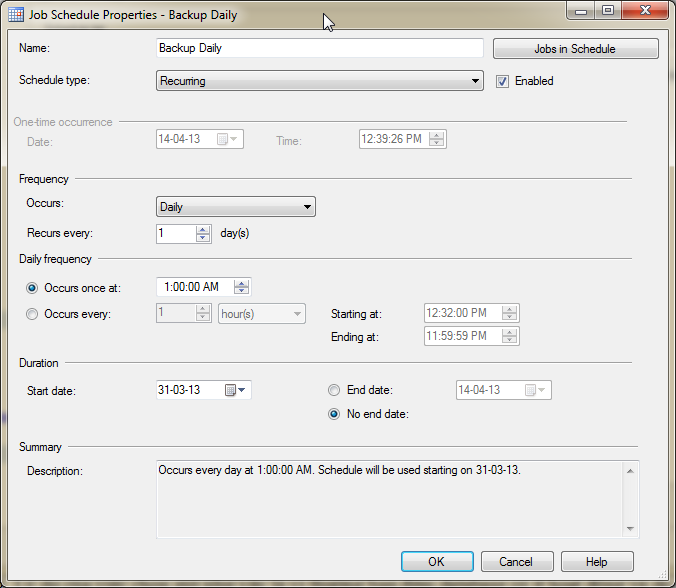 Job Schedule Properties - Backup Daily
Name: Backup Daily Jobs in Schedule
Schedule type: Recurring Enabled
One-time occurrence
Date: 14-04-13 Time: 12:39:26 PM
Frequency
Occurs: Daily
Recurs every: 1 day(s)
Daily frequency
Occurs once at: 1:00:00 AM
Occurs every: 1 hour(s) Starting at: 12:32:00 PM
Ending at: 11:59:59 PM
Duration
Start date: 31-03-13 End date: 14-04-13
No end date:
Summary
Description: Occurs every day at 1:00:00 AM. Schedule will be used starting on 31-03-13.
OK Cancel Help